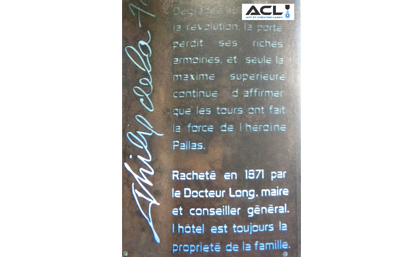 ACL
la révolution, la porte
perdit ses riches
armoiries, et seule la
maxime supérieure
continue d'affirmer
que les tours ont fait
la force de l'héroïne
Pallas.
Racheté en 1871 par
le Docteur Long, maire
et conseiller général,
l'hôtel est toujours la
propriété de la famille.